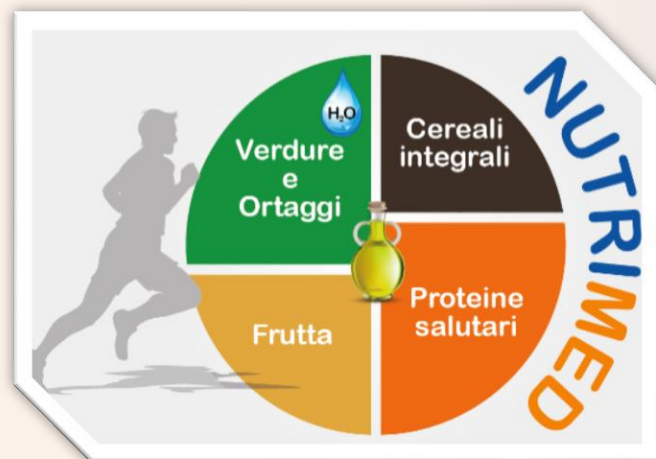 H₂O
Verdure
e
Ortaggi
Cereali
integrali
Frutta
Proteine
salutari
NUTRIMED